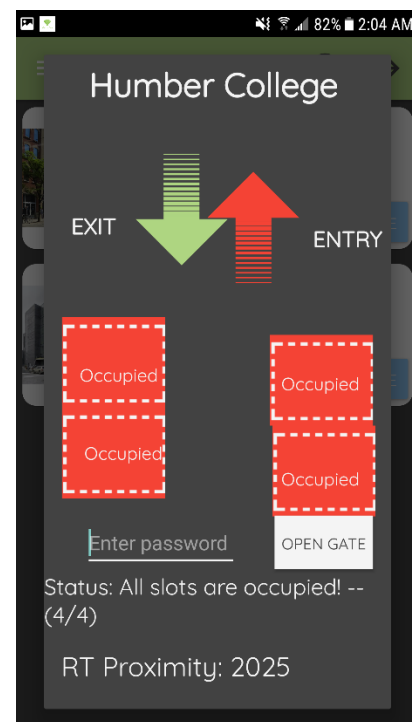 82% 2:04 AM
Humber College
EXIT
ENTRY
Occupied
Occupied
Occupied
Occupied
Enter password
OPEN GATE
Status: All slots are occupied! --
(4/4)
RT Proximity: 2025